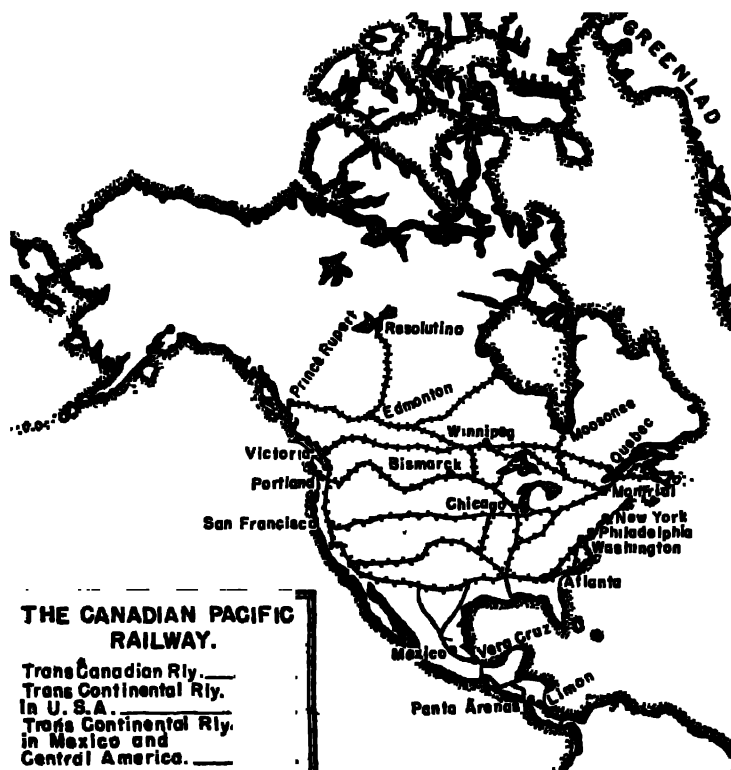 GREENLAD
Resolutino
Prince Rupert
Edmonton
Moosonee
Winnipeg
Quebec
Victoria
Bismarck
Portland
Montrial
Chicago
San Francisco
New York
Philadelphia
Washington
Atlanta
THE CANADIAN PACIFIC
RAILWAY.
Trans Canadian Rly.
Trans Continental Rly.
in U.S.A.
Trans Continental Rly.
in Mexico and
Central America.
Mexico
Vera Cruz
Limon
Panta Arenas